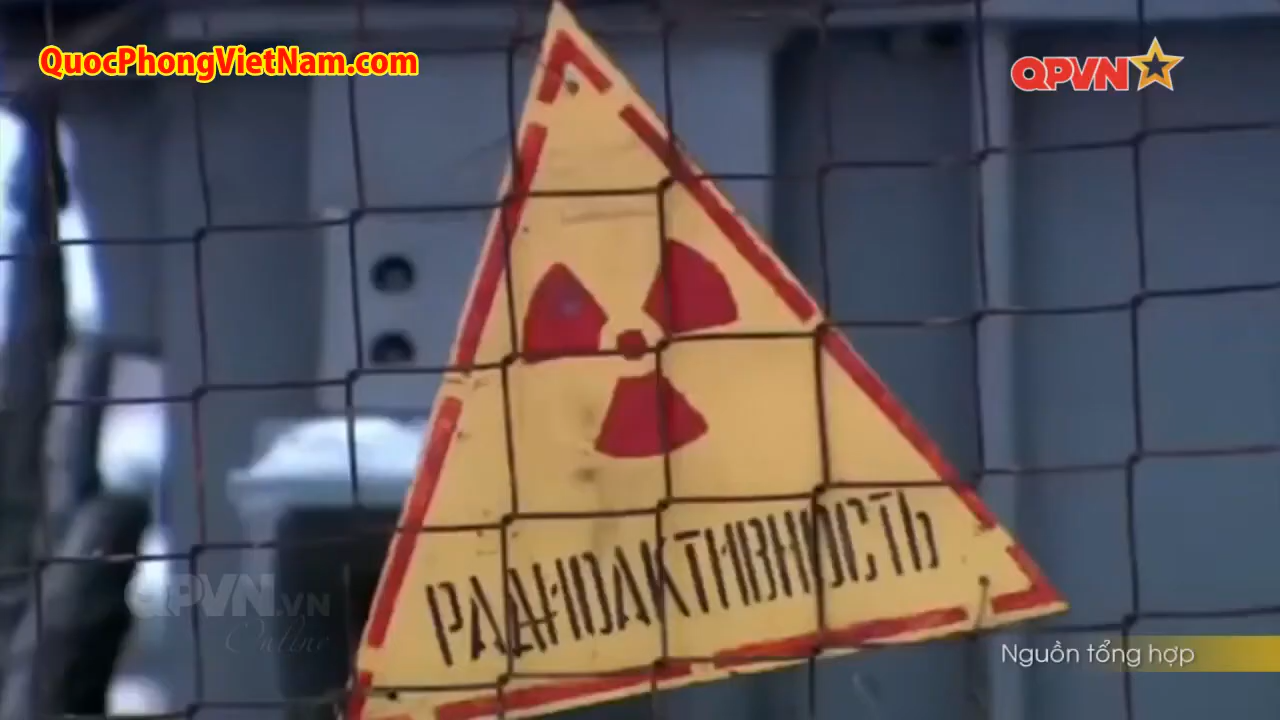 QuocPhongVietNam.com
QPVN
РАДИОАКТИВНОСТЬ
QPVN.VN
Online
Nguồn tổng hợp